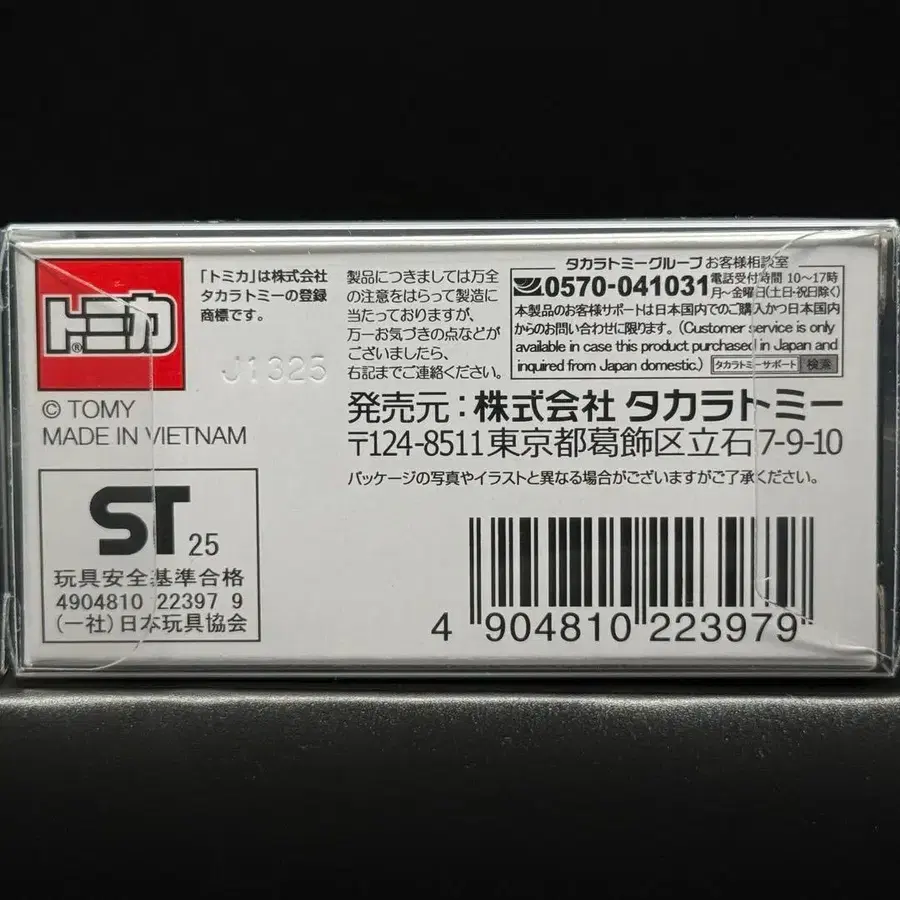 トミカ®
「トミカ」は株式会社
タカラトミーの登録
商標です。
J1325
© TOMY
MADE IN VIETNAM
ST 25
玩具安全基準合格
4904810 22397 9
(一社)日本玩具協会
製品につきましては万全
の注意をはらって製造に
当たっておりますが、
万一お気づきの点などが
ございましたら、
右記までご連絡ください。
タカラトミーグループ お客様相談室
0570-041031 電話受付時間 10〜17時
月〜金曜日(土日・祝日除く)
本製品のお客様サポートは日本国内でのご購入かつ日本国内
からのお問い合わせに限ります。(Customer service is only
available in case this product purchased in Japan and
inquired from Japan domestic.) タカラトミーサポート 検索
発売元:株式会社 タカラトミー
〒124-8511東京都葛飾区立石7-9-10
パッケージの写真やイラストと異なる場合がございますがご了承ください。
4 904810 223979